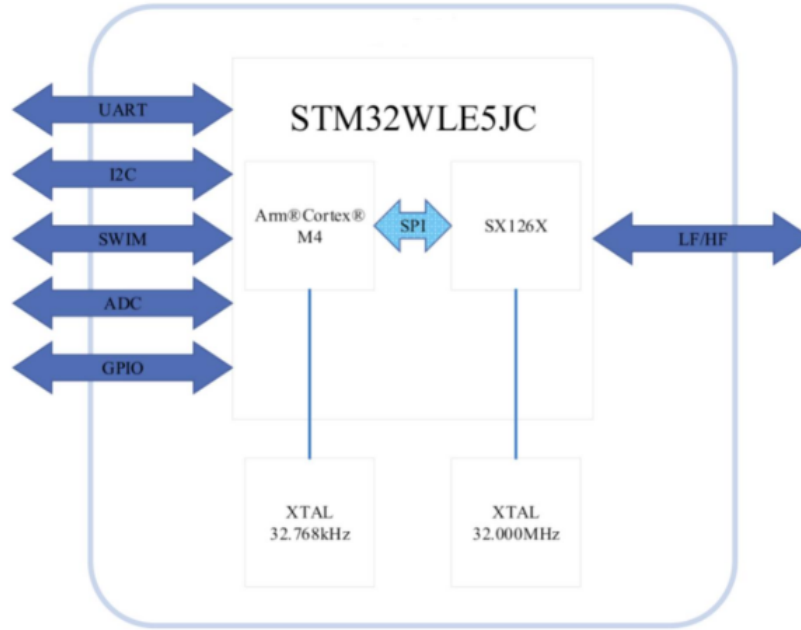 STM32WLE5JC
UART
I2C
SWIM
ADC
GPIO
Arm®Cortex®
M4
SPI
SX126X
LF/HF
XTAL
32.768kHz
XTAL
32.000MHz